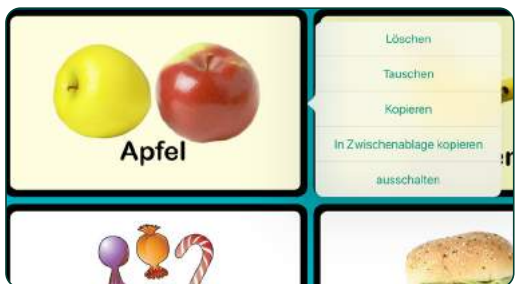 Löschen
Tauschen
Kopieren
In Zwischenablage kopieren
ausschalten
Apfel